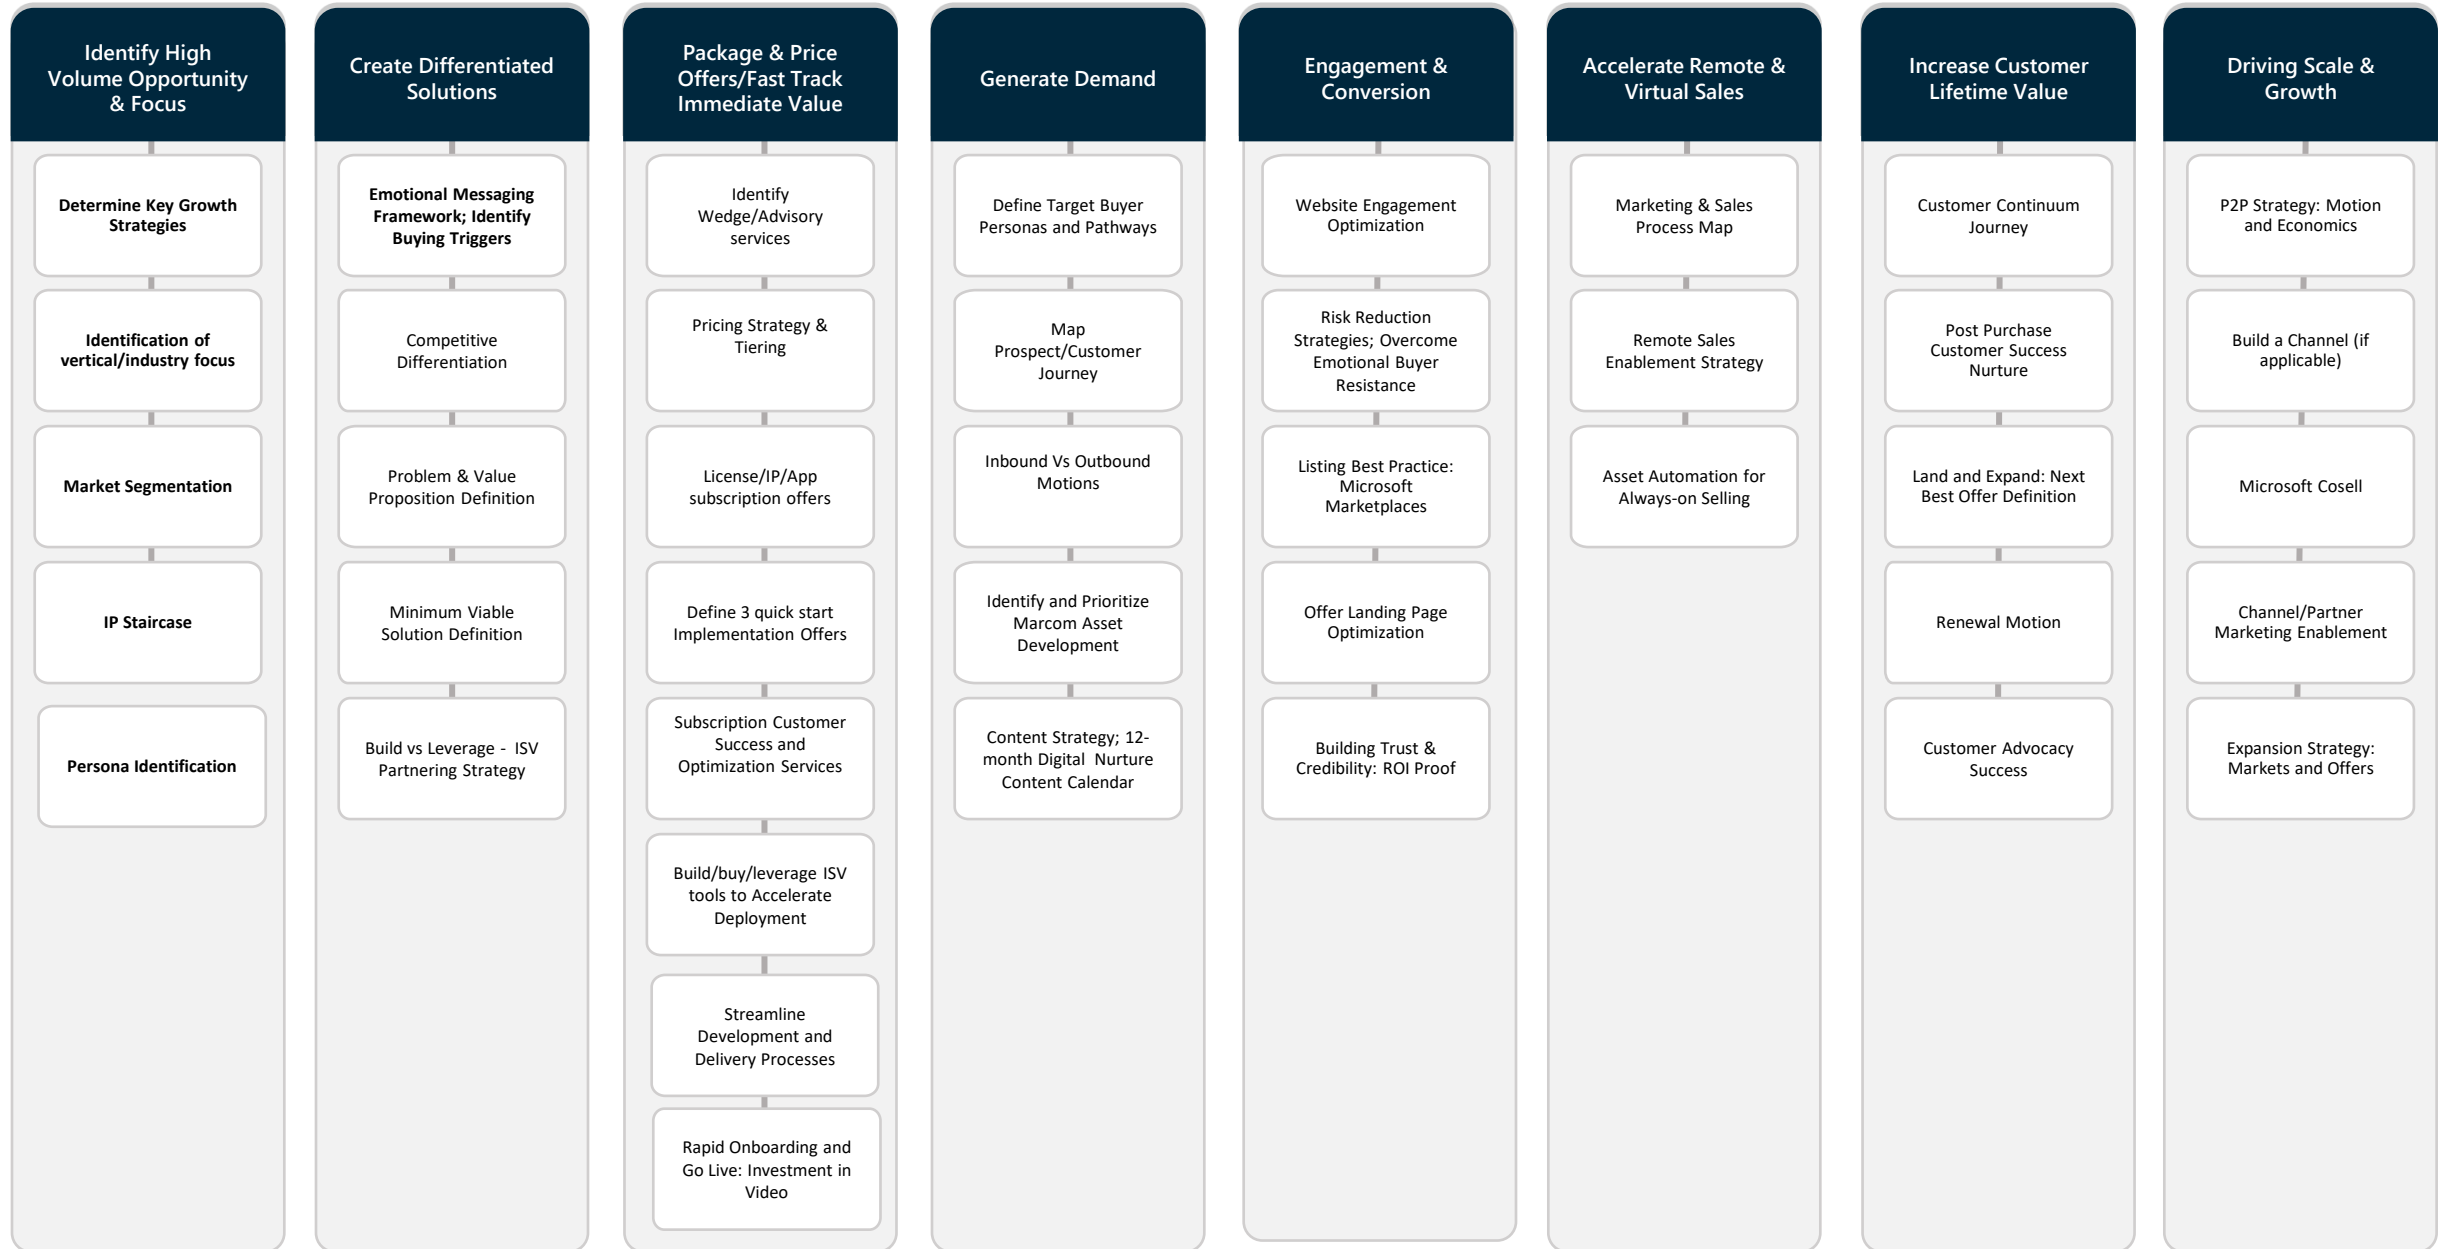 Identify High
Volume Opportunity
& Focus
Determine Key Growth
Strategies
Identification of
vertical/industry focus
Market Segmentation
IP Staircase
Persona Identification
Create Differentiated
Solutions
Emotional Messaging
Framework; Identify
Buying Triggers
Competitive
Differentiation
Problem & Value
Proposition Definition
Minimum Viable
Solution Definition
Build vs Leverage - ISV
Partnering Strategy
Package & Price
Offers/Fast Track
Immediate Value
Identify
Wedge/Advisory
services
Pricing Strategy &
Tiering
License/IP/App
subscription offers
Define 3 quick start
Implementation Offers
Subscription Customer
Success and
Optimization Services
Build/buy/leverage ISV
tools to Accelerate
Deployment
Streamline
Development and
Delivery Processes
Rapid Onboarding and
Go Live: Investment in
Video
Generate Demand
Define Target Buyer
Personas and Pathways
Map
Prospect/Customer
Journey
Inbound Vs Outbound
Motions
Identify and Prioritize
Marcom Asset
Development
Content Strategy; 12-
month Digital Nurture
Content Calendar
Engagement &
Conversion
Website Engagement
Optimization
Risk Reduction
Strategies; Overcome
Emotional Buyer
Resistance
Listing Best Practice:
Microsoft
Marketplaces
Offer Landing Page
Optimization
Building Trust &
Credibility: ROI Proof
Accelerate Remote &
Virtual Sales
Marketing & Sales
Process Map
Remote Sales
Enablement Strategy
Asset Automation for
Always-on Selling
Increase Customer
Lifetime Value
Customer Continuum
Journey
Post Purchase
Customer Success
Nurture
Land and Expand: Next
Best Offer Definition
Renewal Motion
Customer Advocacy
Success
Driving Scale &
Growth
P2P Strategy: Motion
and Economics
Build a Channel (if
applicable)
Microsoft Cosell
Channel/Partner
Marketing Enablement
Expansion Strategy:
Markets and Offers